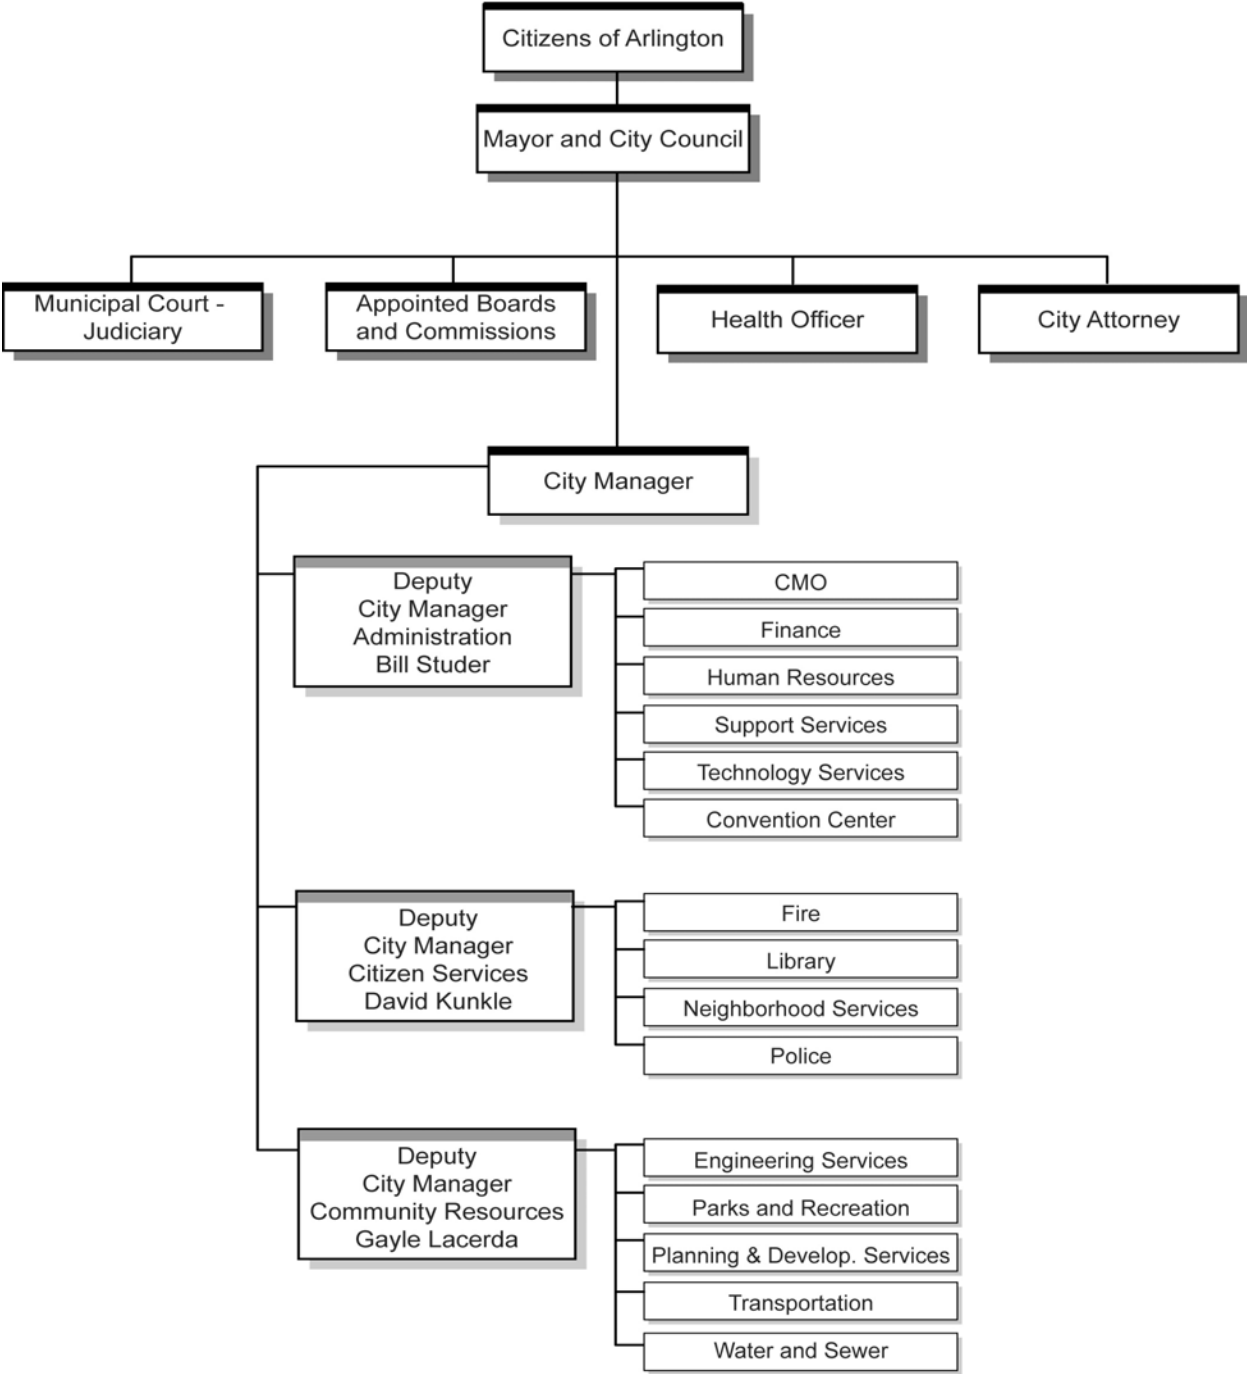 Citizens of Arlington
Mayor and City Council
Municipal Court -
Judiciary
Appointed Boards
and Commissions
Health Officer
City Attorney
City Manager
Deputy
City Manager
Administration
Bill Studer
CMO
Finance
Human Resources
Support Services
Technology Services
Convention Center
Deputy
City Manager
Citizen Services
David Kunkle
Fire
Library
Neighborhood Services
Police
Deputy
City Manager
Community Resources
Gayle Lacerda
Engineering Services
Parks and Recreation
Planning & Develop. Services
Transportation
Water and Sewer